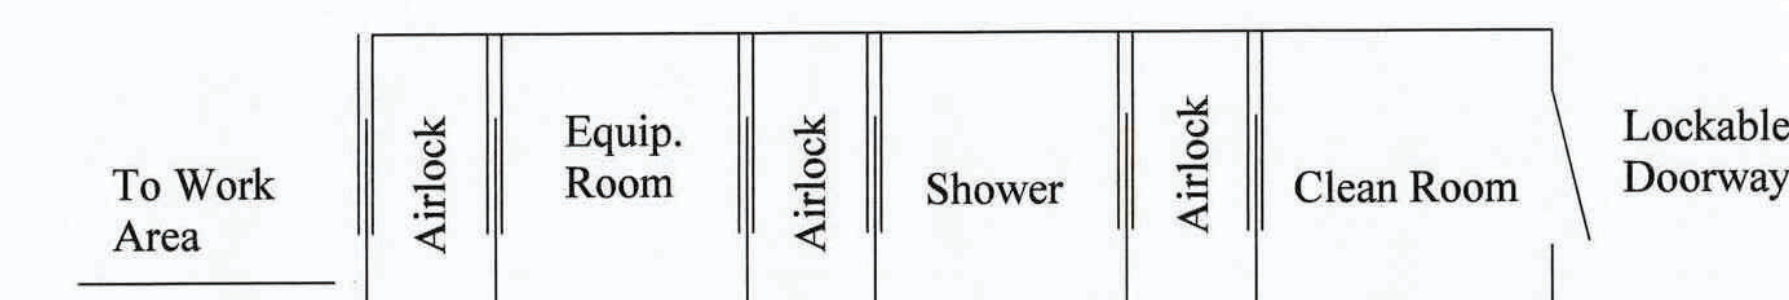 To Work
Area
Airlock
Equip.
Room
Airlock
Shower
Airlock
Clean Room
Lockable
Doorway